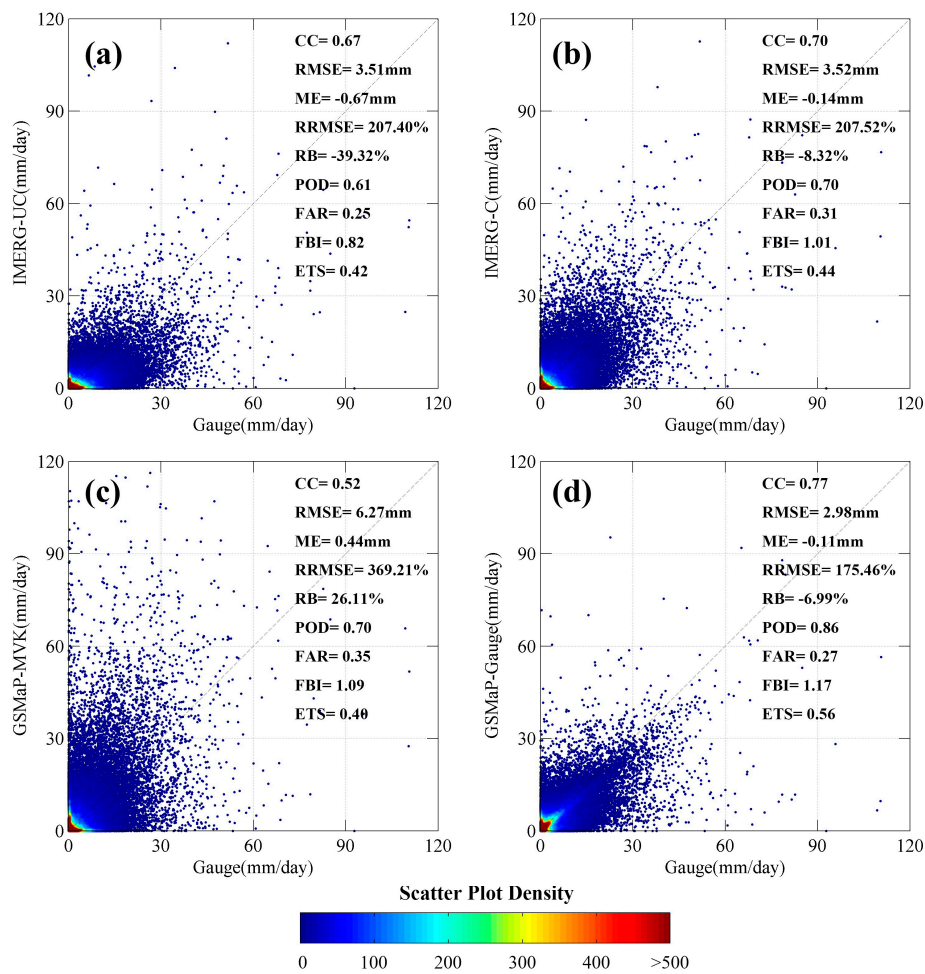 120
(a)
CC= 0.67
RMSE= 3.51mm
ME= -0.67mm
RRMSE= 207.40%
RB= -39.32%
POD= 0.61
FAR= 0.25
FBI= 0.82
ETS= 0.42
90
60
30
0
IMERG-UC(mm/day)
0 30 60 90 120
Gauge(mm/day)
120
(b)
CC= 0.70
RMSE= 3.52mm
ME= -0.14mm
RRMSE= 207.52%
RB= -8.32%
POD= 0.70
FAR= 0.31
FBI= 1.01
ETS= 0.44
90
60
30
0
IMERG-C(mm/day)
0 30 60 90 120
Gauge(mm/day)
120
(c)
CC= 0.52
RMSE= 6.27mm
ME= 0.44mm
RRMSE= 369.21%
RB= 26.11%
POD= 0.70
FAR= 0.35
FBI= 1.09
ETS= 0.40
90
60
30
0
GSMaP-MVK(mm/day)
0 30 60 90 120
Gauge(mm/day)
120
(d)
CC= 0.77
RMSE= 2.98mm
ME= -0.11mm
RRMSE= 175.46%
RB= -6.99%
POD= 0.86
FAR= 0.27
FBI= 1.17
ETS= 0.56
90
60
30
0
GSMaP-Gauge(mm/day)
0 30 60 90 120
Gauge(mm/day)
Scatter Plot Density
0 100 200 300 400 >500